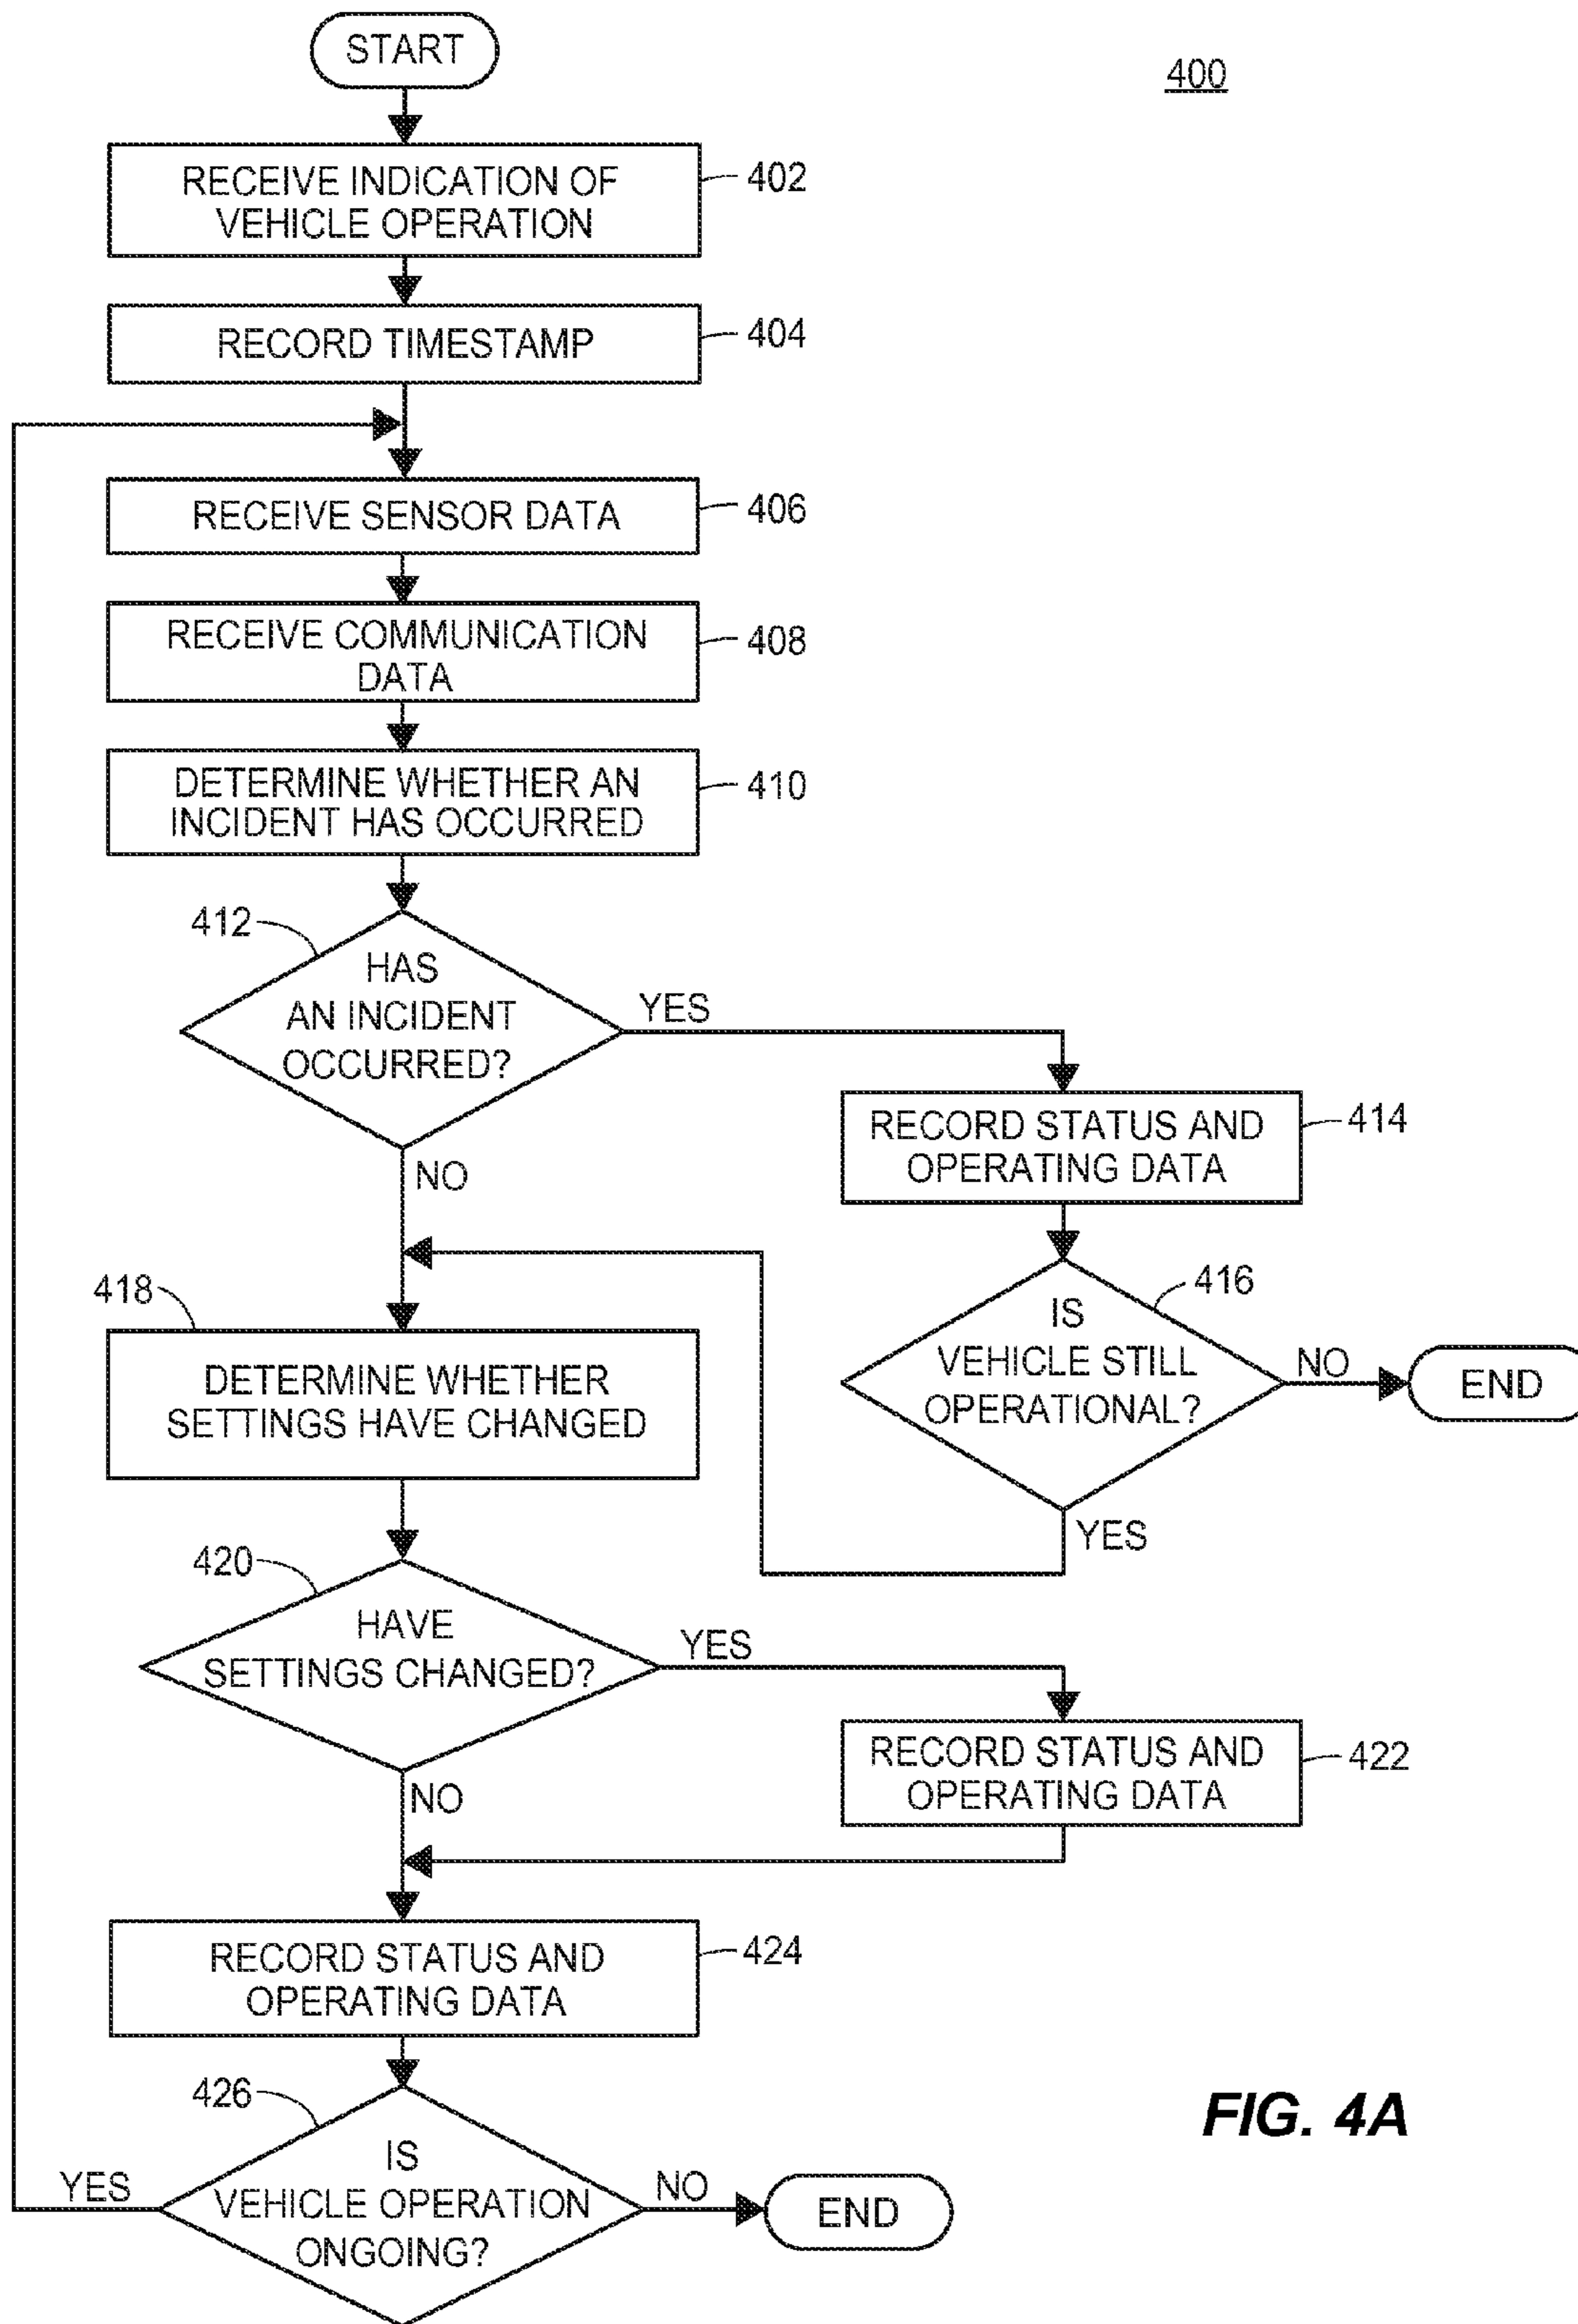 START
400
RECEIVE INDICATION OF
VEHICLE OPERATION
402
RECORD TIMESTAMP
404
RECEIVE SENSOR DATA
406
RECEIVE COMMUNICATION
DATA
408
DETERMINE WHETHER AN
INCIDENT HAS OCCURRED
410
412
HAS
AN INCIDENT
OCCURRED?
YES
NO
RECORD STATUS AND
OPERATING DATA
414
416
IS
VEHICLE STILL
OPERATIONAL?
NO
END
YES
418
DETERMINE WHETHER
SETTINGS HAVE CHANGED
420
HAVE
SETTINGS CHANGED?
YES
NO
RECORD STATUS AND
OPERATING DATA
422
RECORD STATUS AND
OPERATING DATA
424
426
IS
VEHICLE OPERATION
ONGOING?
YES
NO
END
FIG. 4A